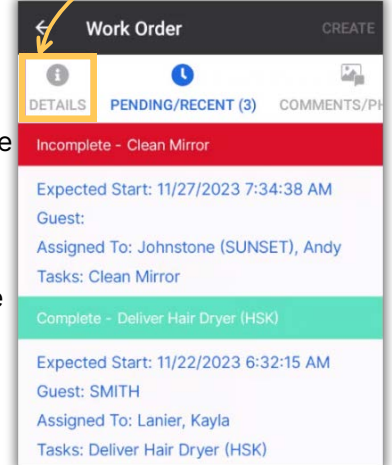 Work Order CREATE
DETAILS PENDING/RECENT (3) COMMENTS/PH
Incomplete - Clean Mirror
Expected Start: 11/27/2023 7:34:38 AM
Guest:
Assigned To: Johnstone (SUNSET), Andy
Tasks: Clean Mirror
Complete - Deliver Hair Dryer (HSK)
Expected Start: 11/22/2023 6:32:15 AM
Guest: SMITH
Assigned To: Lanier, Kayla
Tasks: Deliver Hair Dryer (HSK)